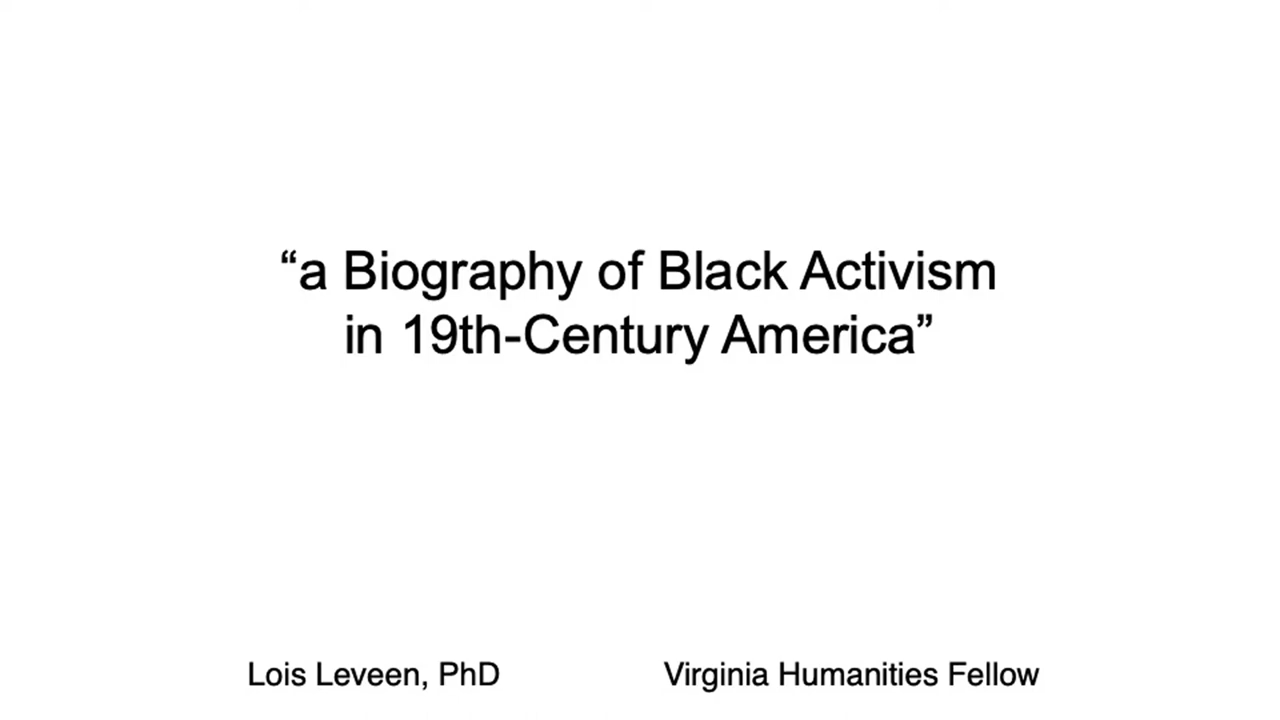 “a Biography of Black Activism
in 19th-Century America”
Lois Leveen, PhD
Virginia Humanities Fellow